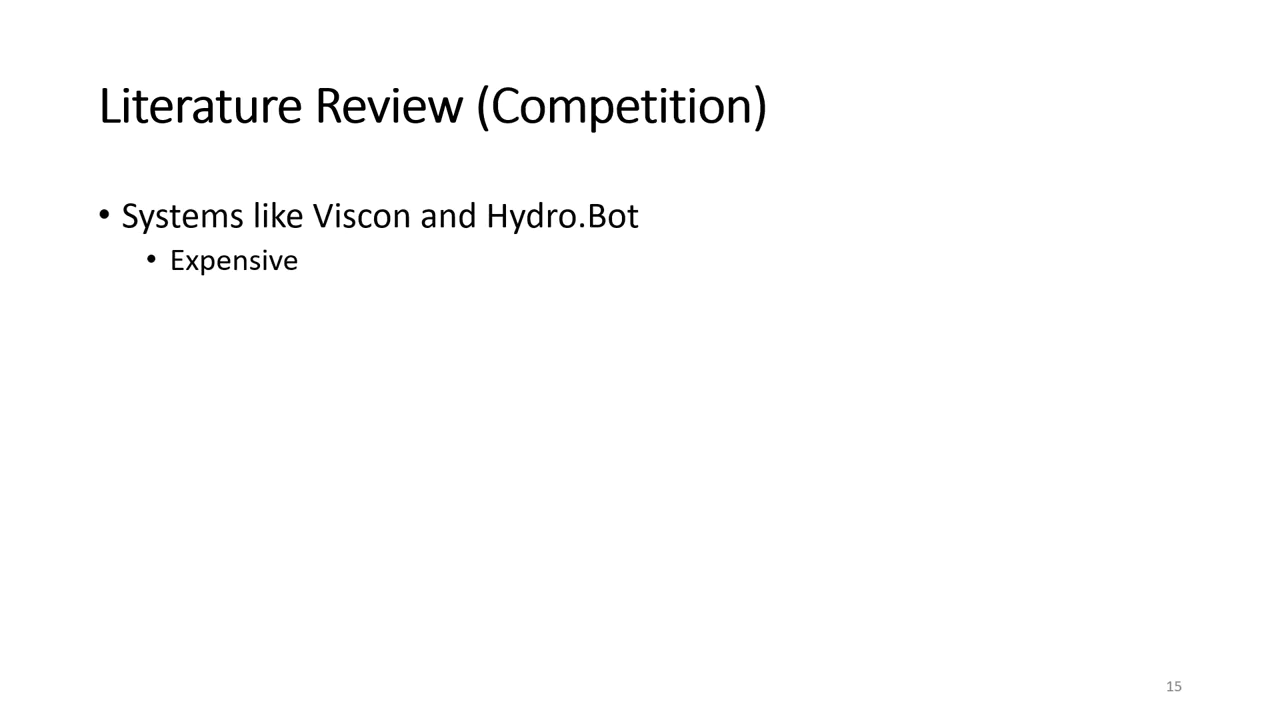 Literature Review (Competition)
• Systems like Viscon and Hydro.Bot
• Expensive
15